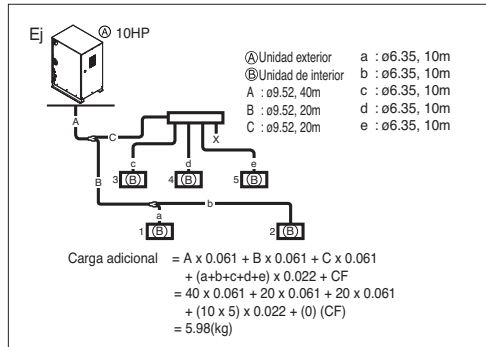 Ej Ⓐ 10HP
ⒶUnidad exterior
ⒷUnidad de interior
A : ø9.52, 40m
B : ø9.52, 20m
C : ø9.52, 20m
a : ø6.35, 10m
b : ø6.35, 10m
c : ø6.35, 10m
d : ø6.35, 10m
e : ø6.35, 10m
A
C
X
B
c d e
3 Ⓑ 4 Ⓑ 5 Ⓑ
b
a
1 Ⓑ 2 Ⓑ
Carga adicional = A x 0.061 + B x 0.061 + C x 0.061
+ (a+b+c+d+e) x 0.022 + CF
= 40 x 0.061 + 20 x 0.061 + 20 x 0.061
+ (10 x 5) x 0.022 + (0) (CF)
= 5.98(kg)